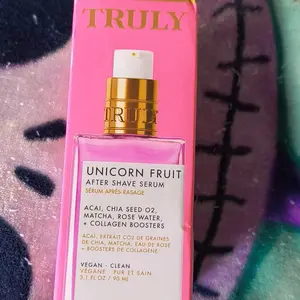 TRULY
TRULY
UNICORN FRUIT
AFTER SHAVE SERUM
SÉRUM APRÈS-RASAGE
ACAI, CHIA SEED O2,
MATCHA, ROSE WATER,
+ COLLAGEN BOOSTERS
ACAI, EXTRAIT COV DE GRAINES
DE CHIA, MATCHA, EAU DE ROSE
+ BOOSTERS DE COLLAGÈNE
VEGAN · CLEAN
VÉGANE · PUR ET SAIN
3.1 FL OZ / 90 ML